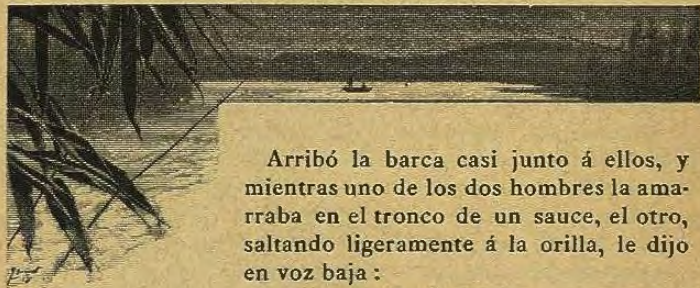 Arribó la barca casi junto á ellos, y
mientras uno de los dos hombres la ama-
rraba en el tronco de un sauce, el otro,
saltando ligeramente á la orilla, le dijo
en voz baja :